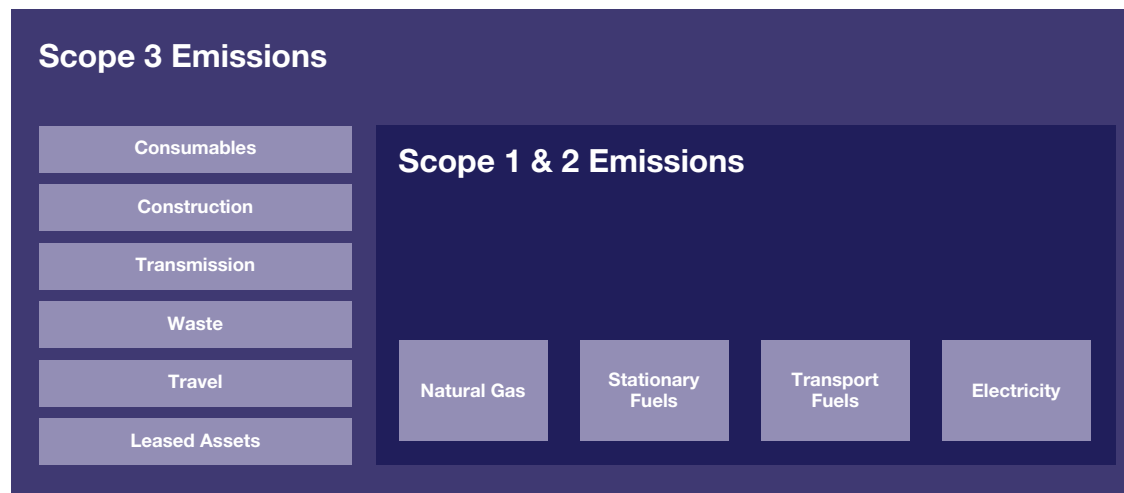 Scope 3 Emissions
Consumables
Construction
Transmission
Waste
Travel
Leased Assets
Scope 1 & 2 Emissions
Natural Gas
Stationary
Fuels
Transport
Fuels
Electricity